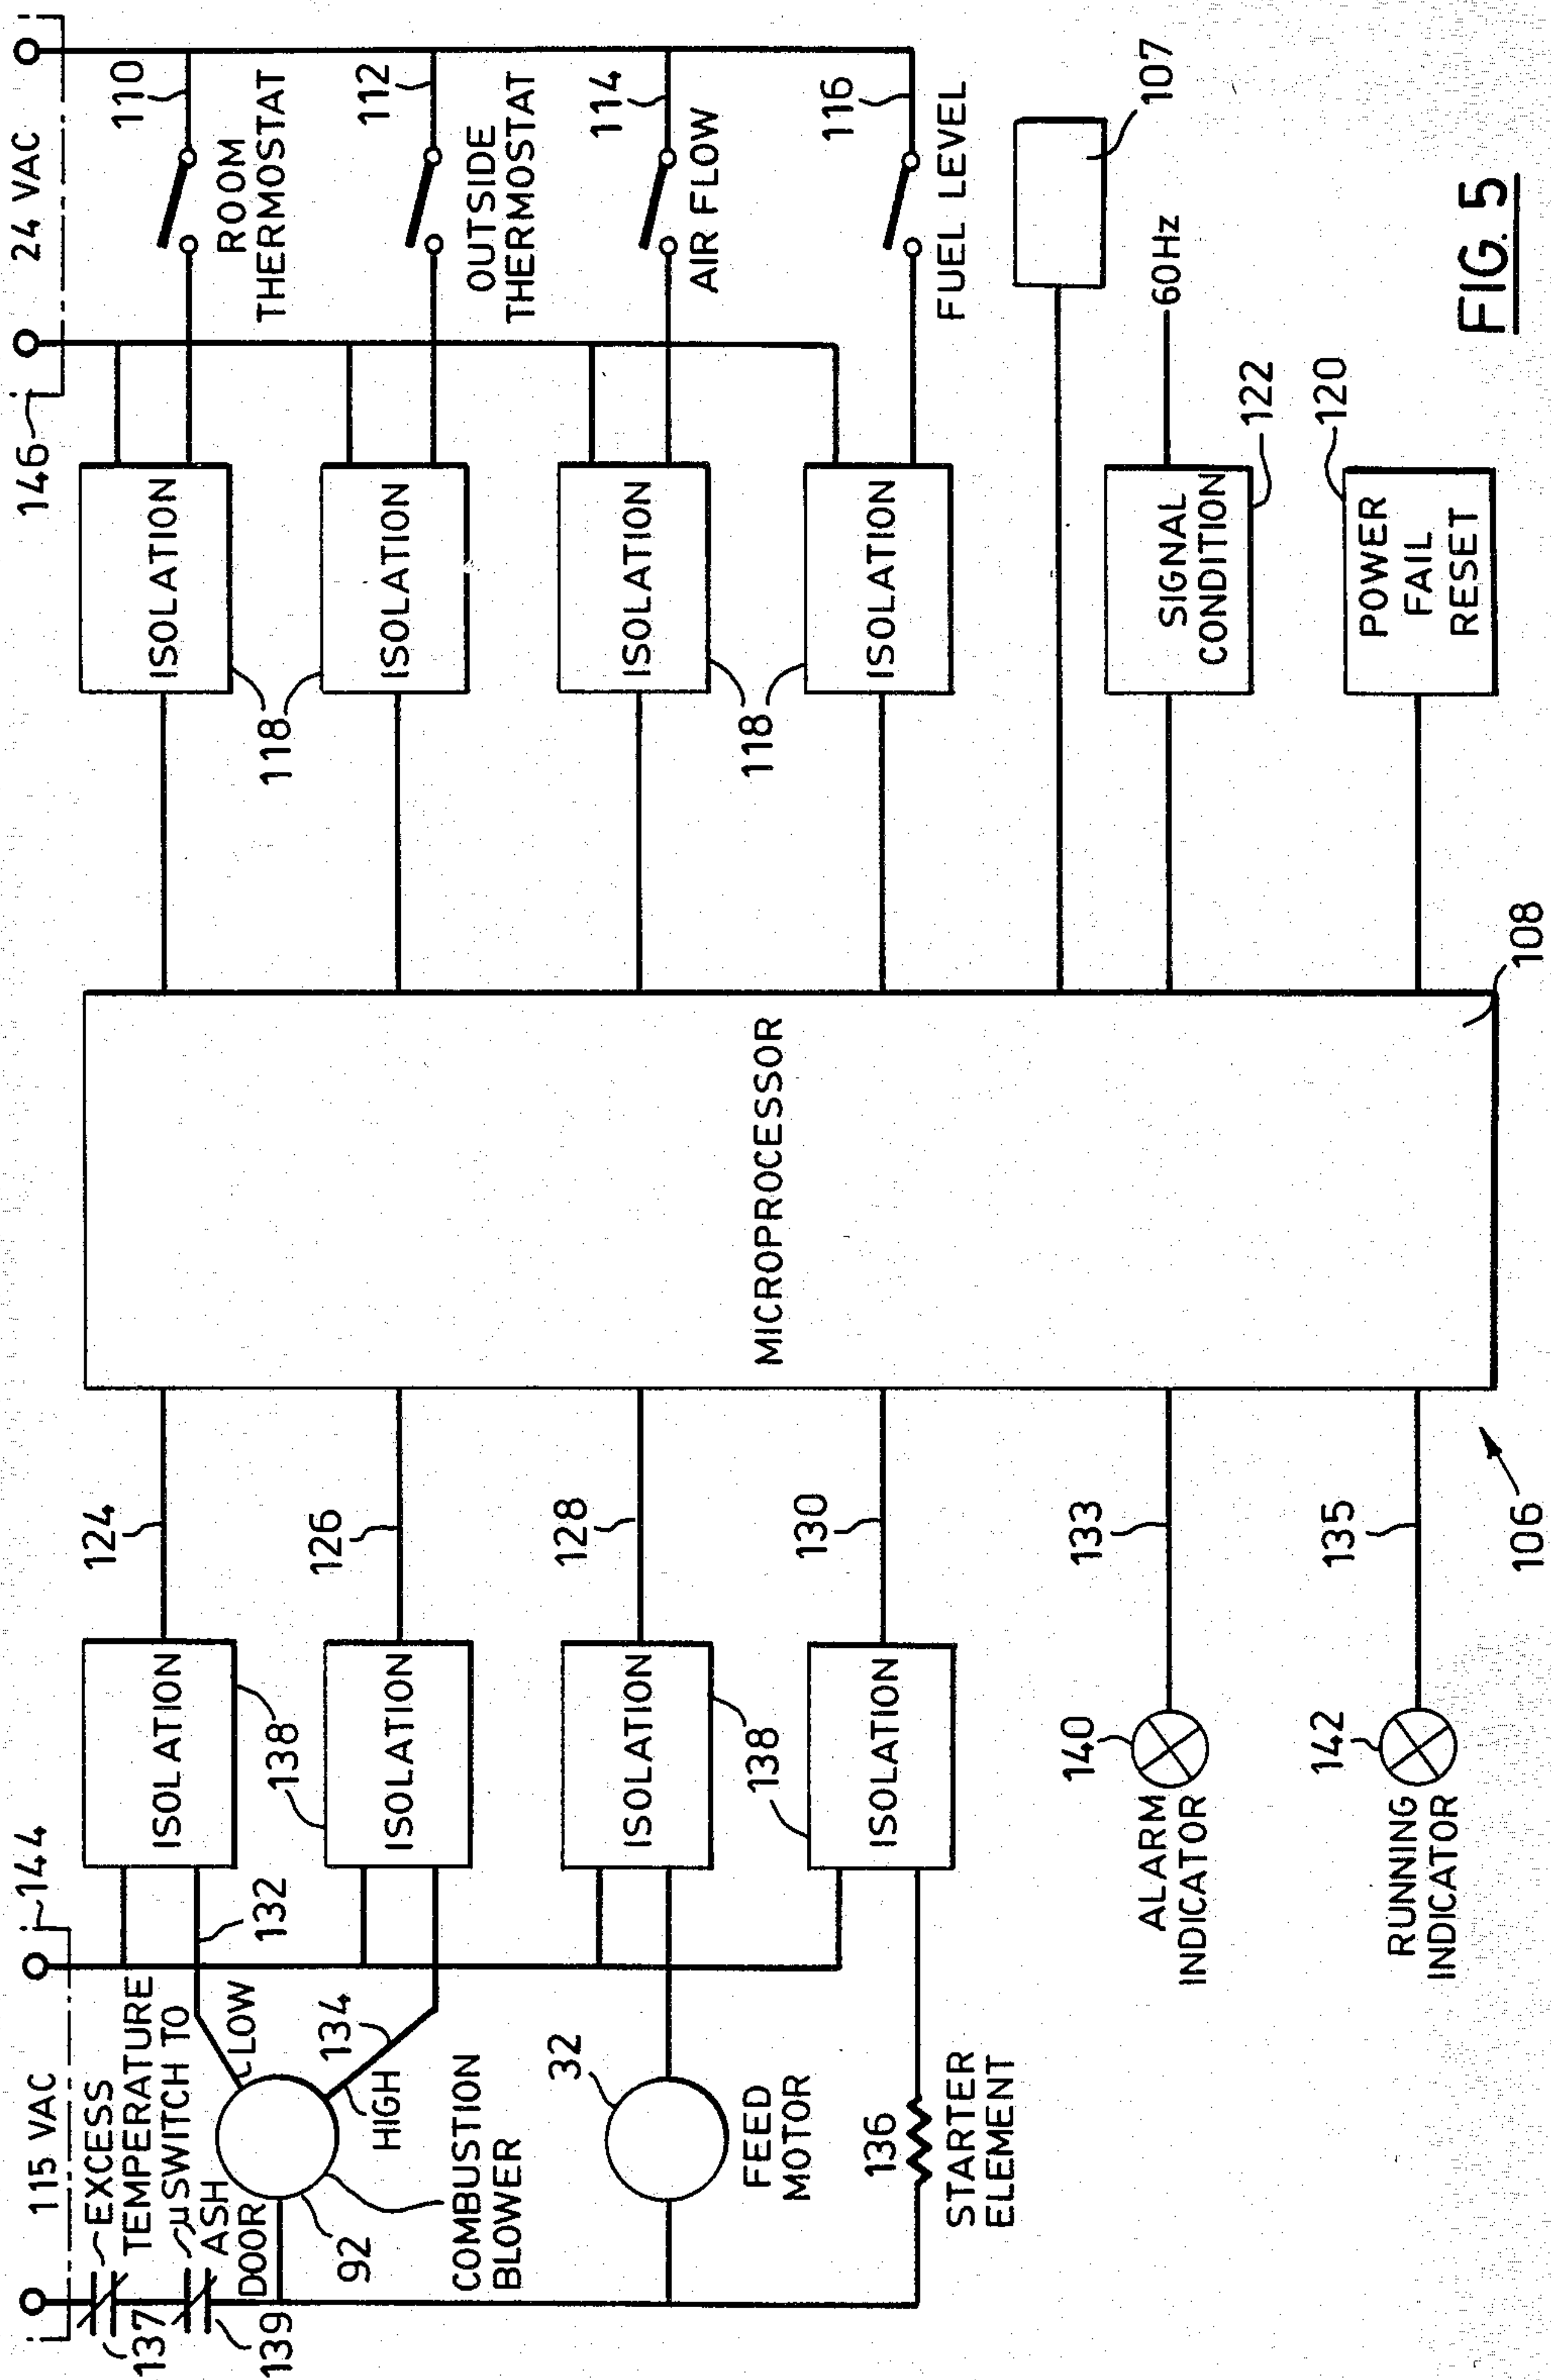 115 VAC
144
146
24 VAC
137
EXCESS
TEMPERATURE
139
µSWITCH TO
ASH
DOOR
LOW
132
134
HIGH
92
COMBUSTION
BLOWER
ISOLATION
138
ISOLATION
124
126
32
FEED
MOTOR
ISOLATION
138
128
136
STARTER
ELEMENT
ISOLATION
130
140
ALARM
INDICATOR
133
142
RUNNING
INDICATOR
135
106
MICROPROCESSOR
108
ISOLATION
118
ISOLATION
110
ROOM
THERMOSTAT
112
OUTSIDE
THERMOSTAT
ISOLATION
118
114
AIR FLOW
ISOLATION
116
FUEL LEVEL
107
SIGNAL
CONDITION
122
60Hz
POWER
FAIL
RESET
120
FIG. 5